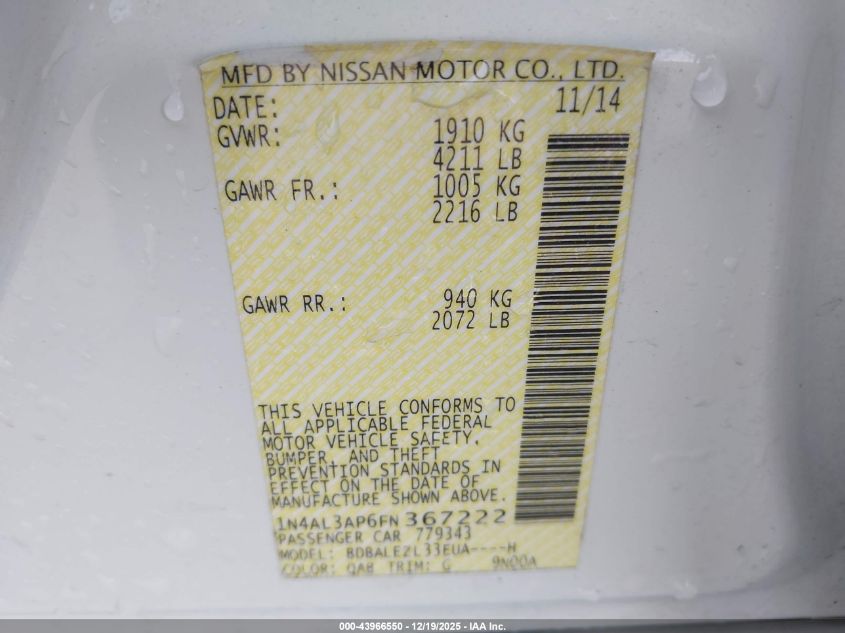 MFD BY NISSAN MOTOR CO., LTD.
DATE: 11/14
GVWR: 1910 KG
4211 LB
GAWR FR.: 1005 KG
2216 LB
GAWR RR.: 940 KG
2072 LB
THIS VEHICLE CONFORMS TO
ALL APPLICABLE FEDERAL
MOTOR VEHICLE SAFETY,
BUMPER, AND THEFT
PREVENTION STANDARDS IN
EFFECT ON THE DATE OF
MANUFACTURE SHOWN ABOVE.
1N4AL3AP6FN367222
PASSENGER CAR 779343
MODEL: BDBALEZL33EUA----H
COLOR: QAB TRIM: G 9N00A
000-43966550 - 12/19/2025 - IAA Inc.